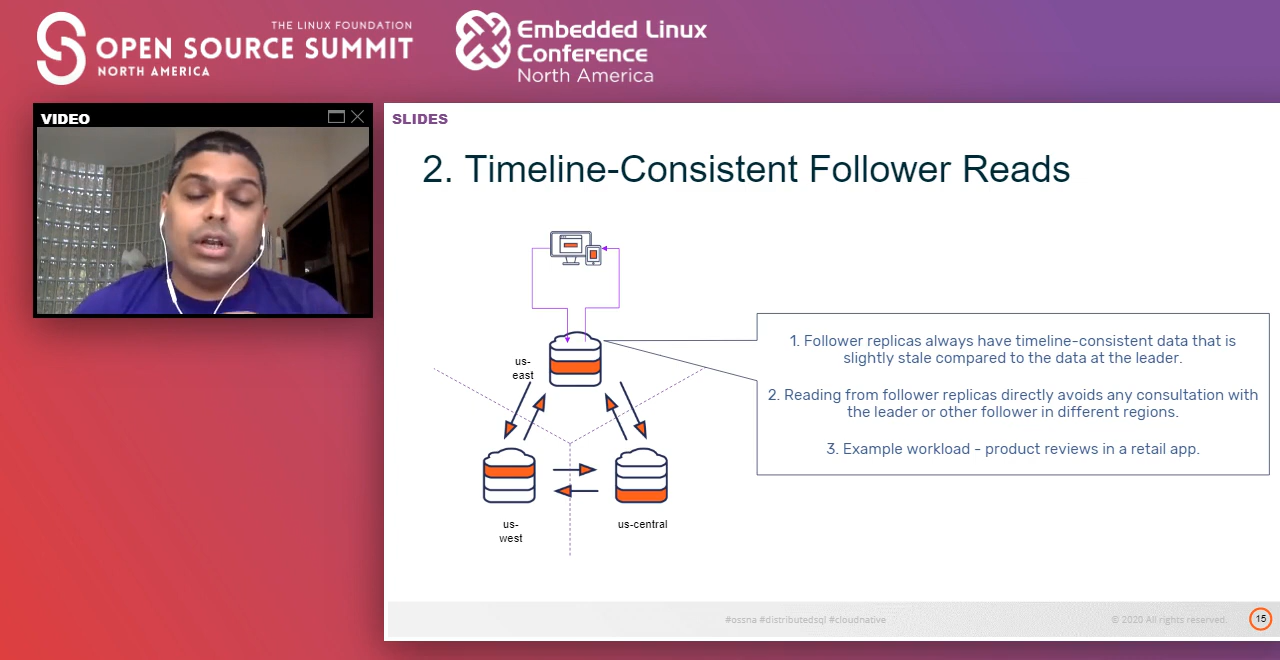 THE LINUX FOUNDATION
OPEN SOURCE SUMMIT
NORTH AMERICA
Embedded Linux
Conference
North America
VIDEO
SLIDES
2. Timeline-Consistent Follower Reads
1. Follower replicas always have timeline-consistent data that is
slightly stale compared to the data at the leader.
2. Reading from follower replicas directly avoids any consultation with
the leader or other follower in different regions.
3. Example workload - product reviews in a retail app.
us-
east
us-
west
us-central
#ossna #distributedsql #cloudnative
© 2020 All rights reserved.
15